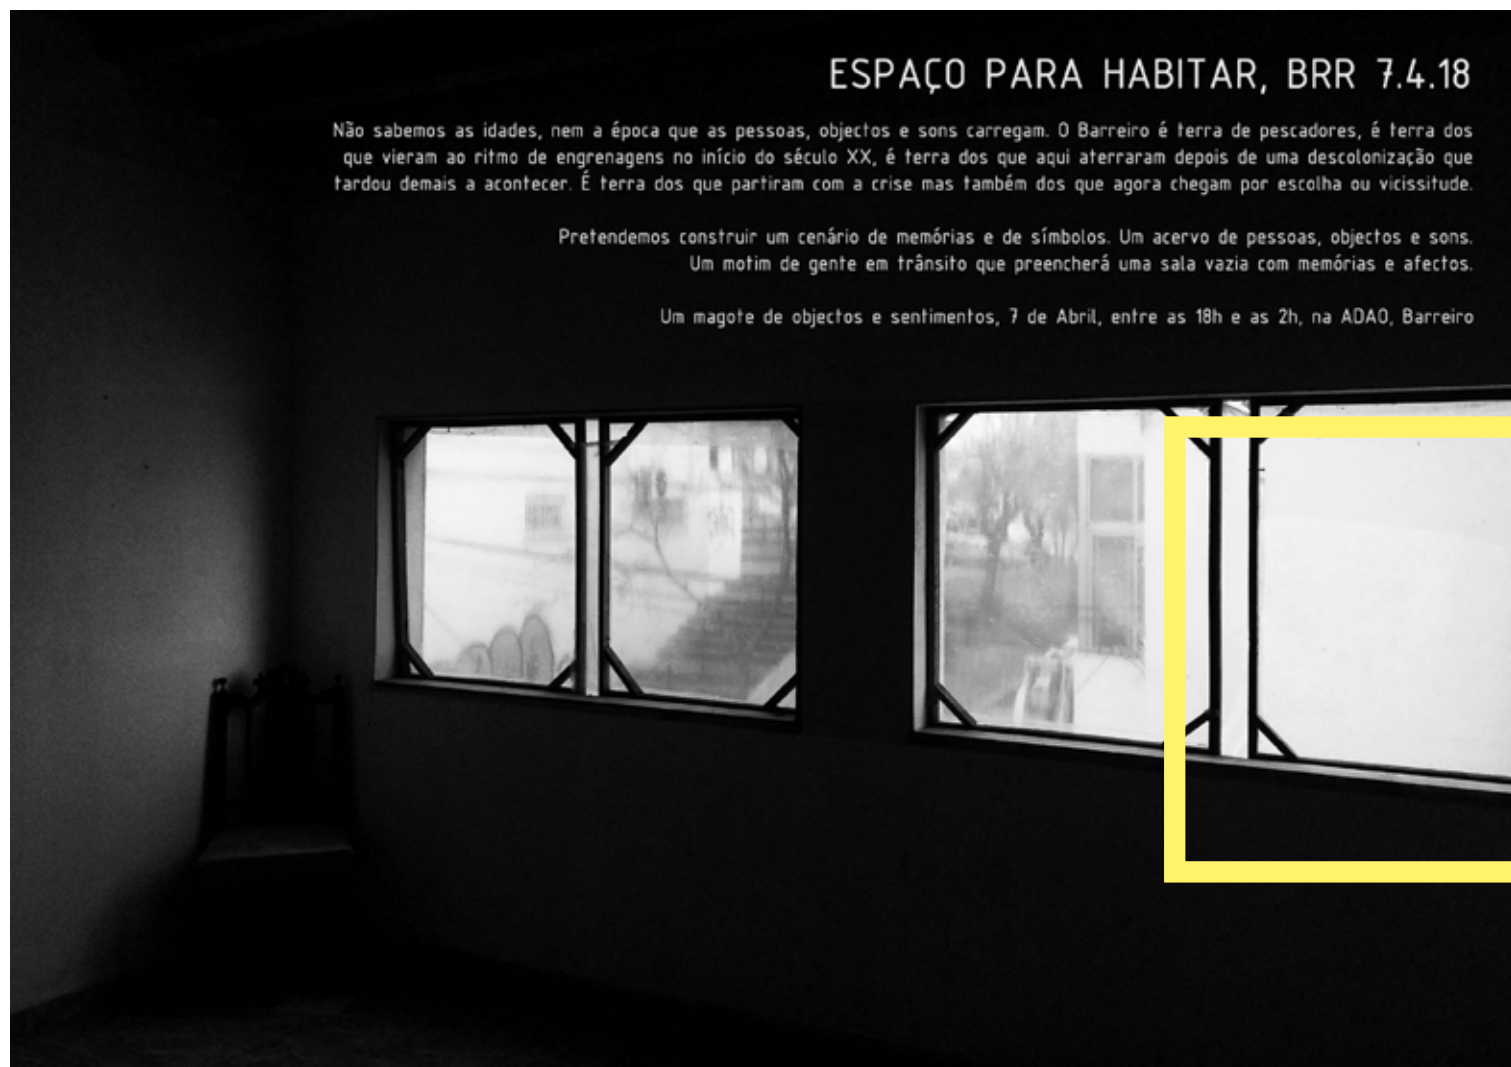 ESPAÇO PARA HABITAR, BRR 7.4.18
Não sabemos as idades, nem a época que as pessoas, objectos e sons carregam. O Barreiro é terra de pescadores, é terra dos
que vieram ao ritmo de engrenagens no início do século XX, é terra dos que aqui aterraram depois de uma descolonização que
tardou demais a acontecer. É terra dos que partiram com a crise mas também dos que agora chegam por escolha ou vicissitude.
Pretendemos construir um cenário de memórias e de símbolos. Um acervo de pessoas, objectos e sons.
Um motim de gente em trânsito que preencherá uma sala vazia com memórias e afectos.
Um magote de objectos e sentimentos, 7 de Abril, entre as 18h e as 2h, na ADAO, Barreiro